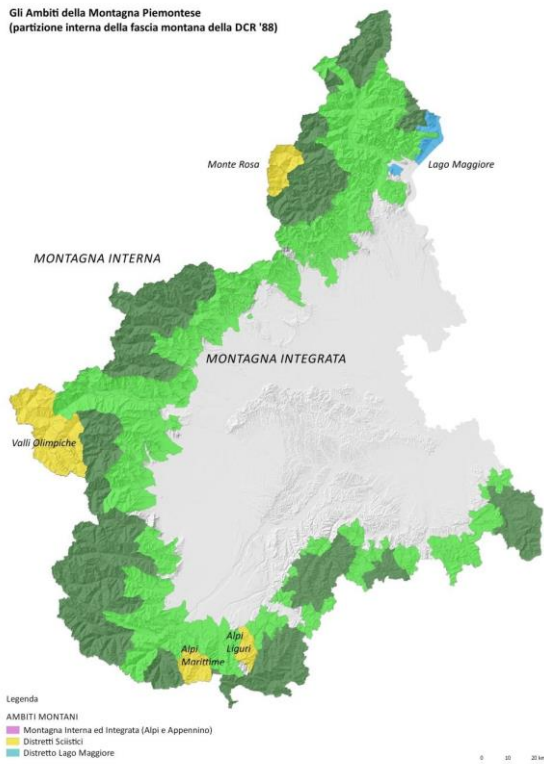 Gli Ambiti della Montagna Piemontese
(partizione interna della fascia montana della DCR '88)
Monte Rosa
Lago Maggiore
MONTAGNA INTERNA
MONTAGNA INTEGRATA
Valli Olimpiche
Alpi
Liguri
Alpi
Marittime
Legenda
AMBITI MONTANI
Montagna Interna ed Integrata (Alpi e Appennino)
Distretti Sciistici
Distretto Lago Maggiore
0 10 20 km